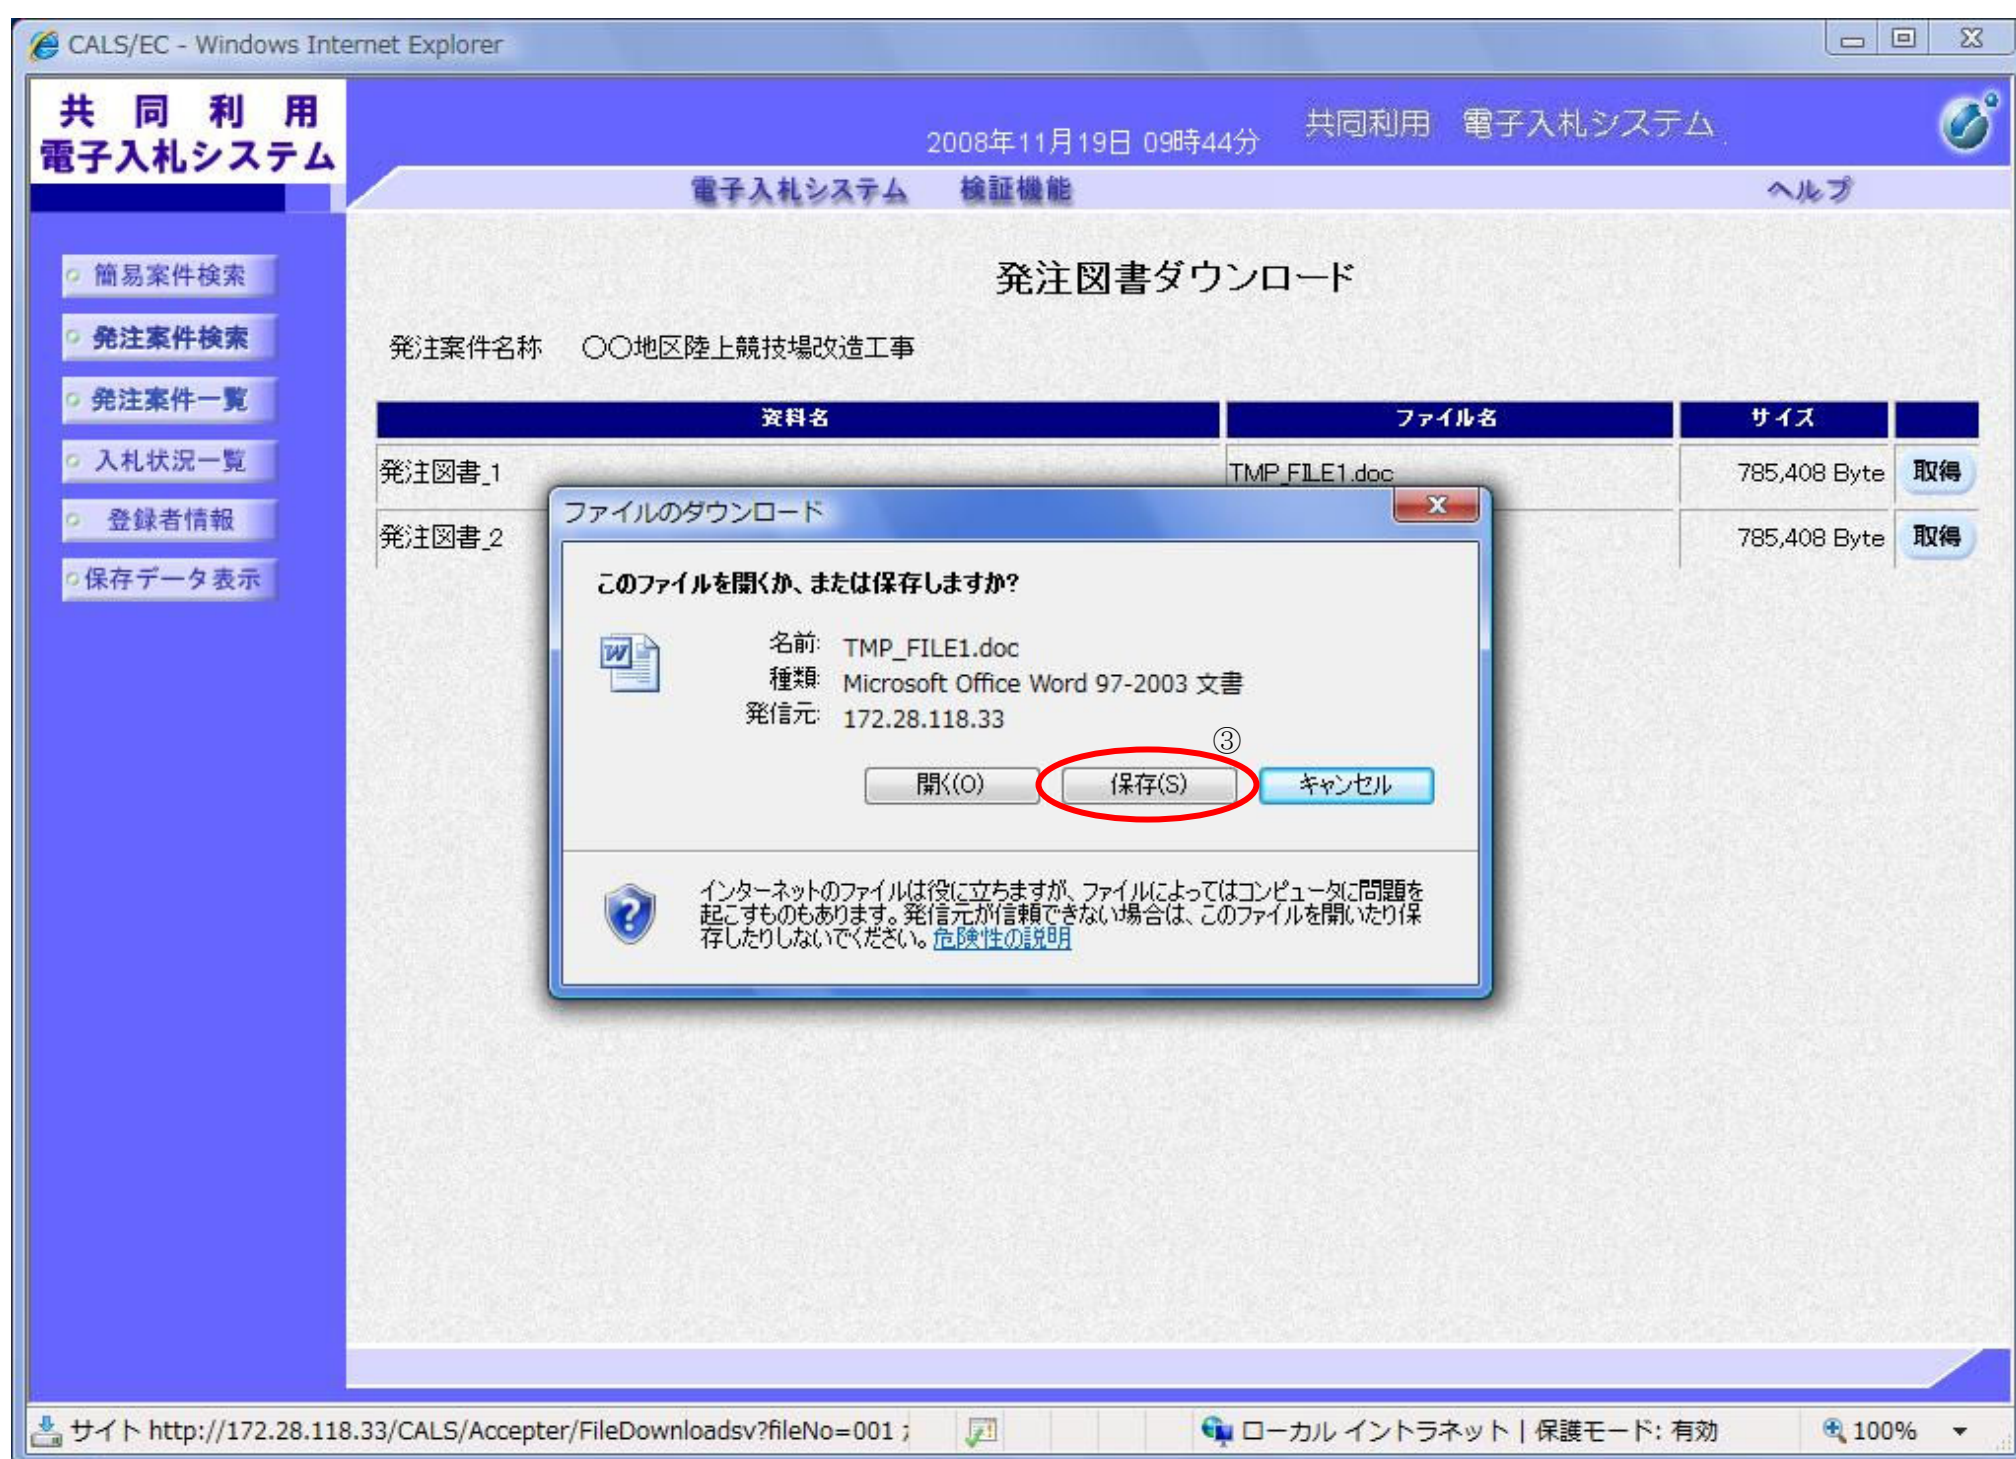 CALS/EC - Windows Internet Explorer
共同利用
電子入札システム
2008年11月19日 09時44分
共同利用 電子入札システム
電子入札システム 検証機能 ヘルプ
簡易案件検索
発注案件検索
発注案件一覧
入札状況一覧
登録者情報
保存データ表示
発注図書ダウンロード
発注案件名称 〇〇地区陸上競技場改造工事
資料名 ファイル名 サイズ
発注図書_1 TMP_FILE1.doc 785,408 Byte 取得
発注図書_2 785,408 Byte 取得
ファイルのダウンロード
このファイルを開くか、または保存しますか?
名前: TMP_FILE1.doc
種類: Microsoft Office Word 97-2003 文書
発信元: 172.28.118.33
③
開く(O) 保存(S) キャンセル
インターネットのファイルは役に立ちますが、ファイルによってはコンピュータに問題を
起こすものもあります。発信元が信頼できない場合は、このファイルを開いたり保
存したりしないでください。危険性の説明
サイト http://172.28.118.33/CALS/Accepter/FileDownloadsv?fileNo=001
ローカル イントラネット | 保護モード: 有効
100%